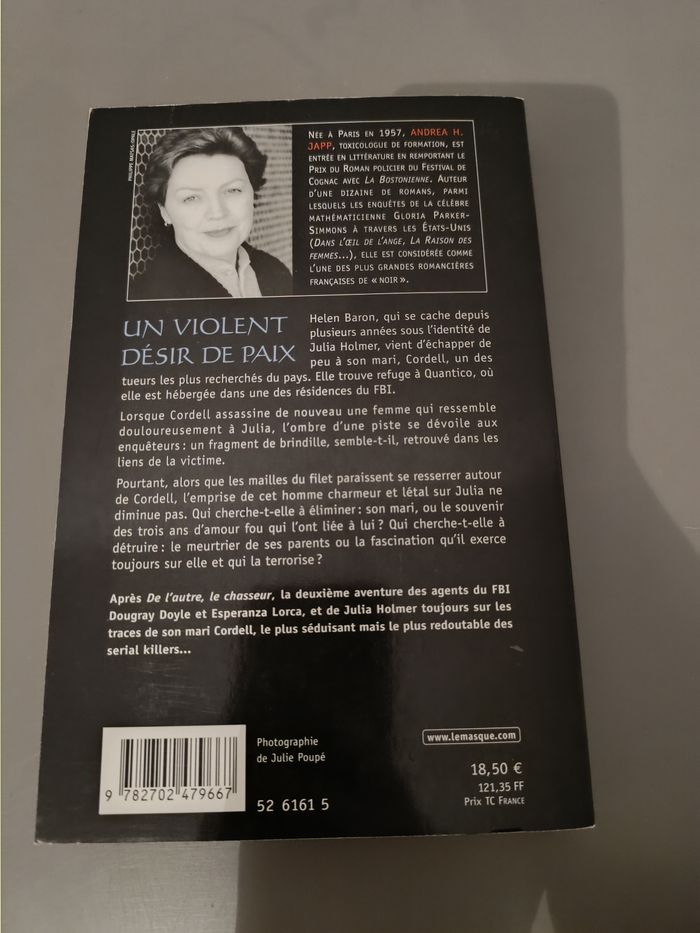 PHILIPPE MATSAS-OPALE
NÉE À PARIS EN 1957, ANDREA H.
JAPP, TOXICOLOGUE DE FORMATION, EST
ENTRÉE EN LITTÉRATURE EN REMPORTANT LE
PRIX DU ROMAN POLICIER DU FESTIVAL DE
COGNAC AVEC LA BOSTONIENNE. AUTEUR
D'UNE DIZAINE DE ROMANS, PARMI
LESQUELS LES ENQUÊTES DE LA CÉLÈBRE
MATHÉMATICIENNE GLORIA PARKER-
SIMMONS À TRAVERS LES ÉTATS-UNIS
(DANS L'ŒIL DE L'ANGE, LA RAISON DES
FEMMES...), ELLE EST CONSIDÉRÉE COMME
L'UNE DES PLUS GRANDES ROMANCIÈRES
FRANÇAISES DE « NOIR ».
UN VIOLENT
DÉSIR DE PAIX
Helen Baron, qui se cache depuis
plusieurs années sous l'identité de
Julia Holmer, vient d'échapper de
peu à son mari, Cordell, un des
tueurs les plus recherchés du pays. Elle trouve refuge à Quantico, où
elle est hébergée dans une des résidences du FBI.
Lorsque Cordell assassine de nouveau une femme qui ressemble
douloureusement à Julia, l'ombre d'une piste se dévoile aux
enquêteurs : un fragment de brindille, semble-t-il, retrouvé dans les
liens de la victime.
Pourtant, alors que les mailles du filet paraissent se resserrer autour
de Cordell, l'emprise de cet homme charmeur et létal sur Julia ne
diminue pas. Qui cherche-t-elle à éliminer : son mari, ou le souvenir
des trois ans d'amour fou qui l'ont liée à lui ? Qui cherche-t-elle à
détruire : le meurtrier de ses parents ou la fascination qu'il exerce
toujours sur elle et qui la terrorise ?
Après De l'autre, le chasseur, la deuxième aventure des agents du FBI
Dougray Doyle et Esperanza Lorca, et de Julia Holmer toujours sur les
traces de son mari Cordell, le plus séduisant mais le plus redoutable des
serial killers...
Photographie
de Julie Poupé
www.lemasque.com
18,50 €
121,35 FF
Prix TC FRANCE
9 782702 479667
52 6161 5